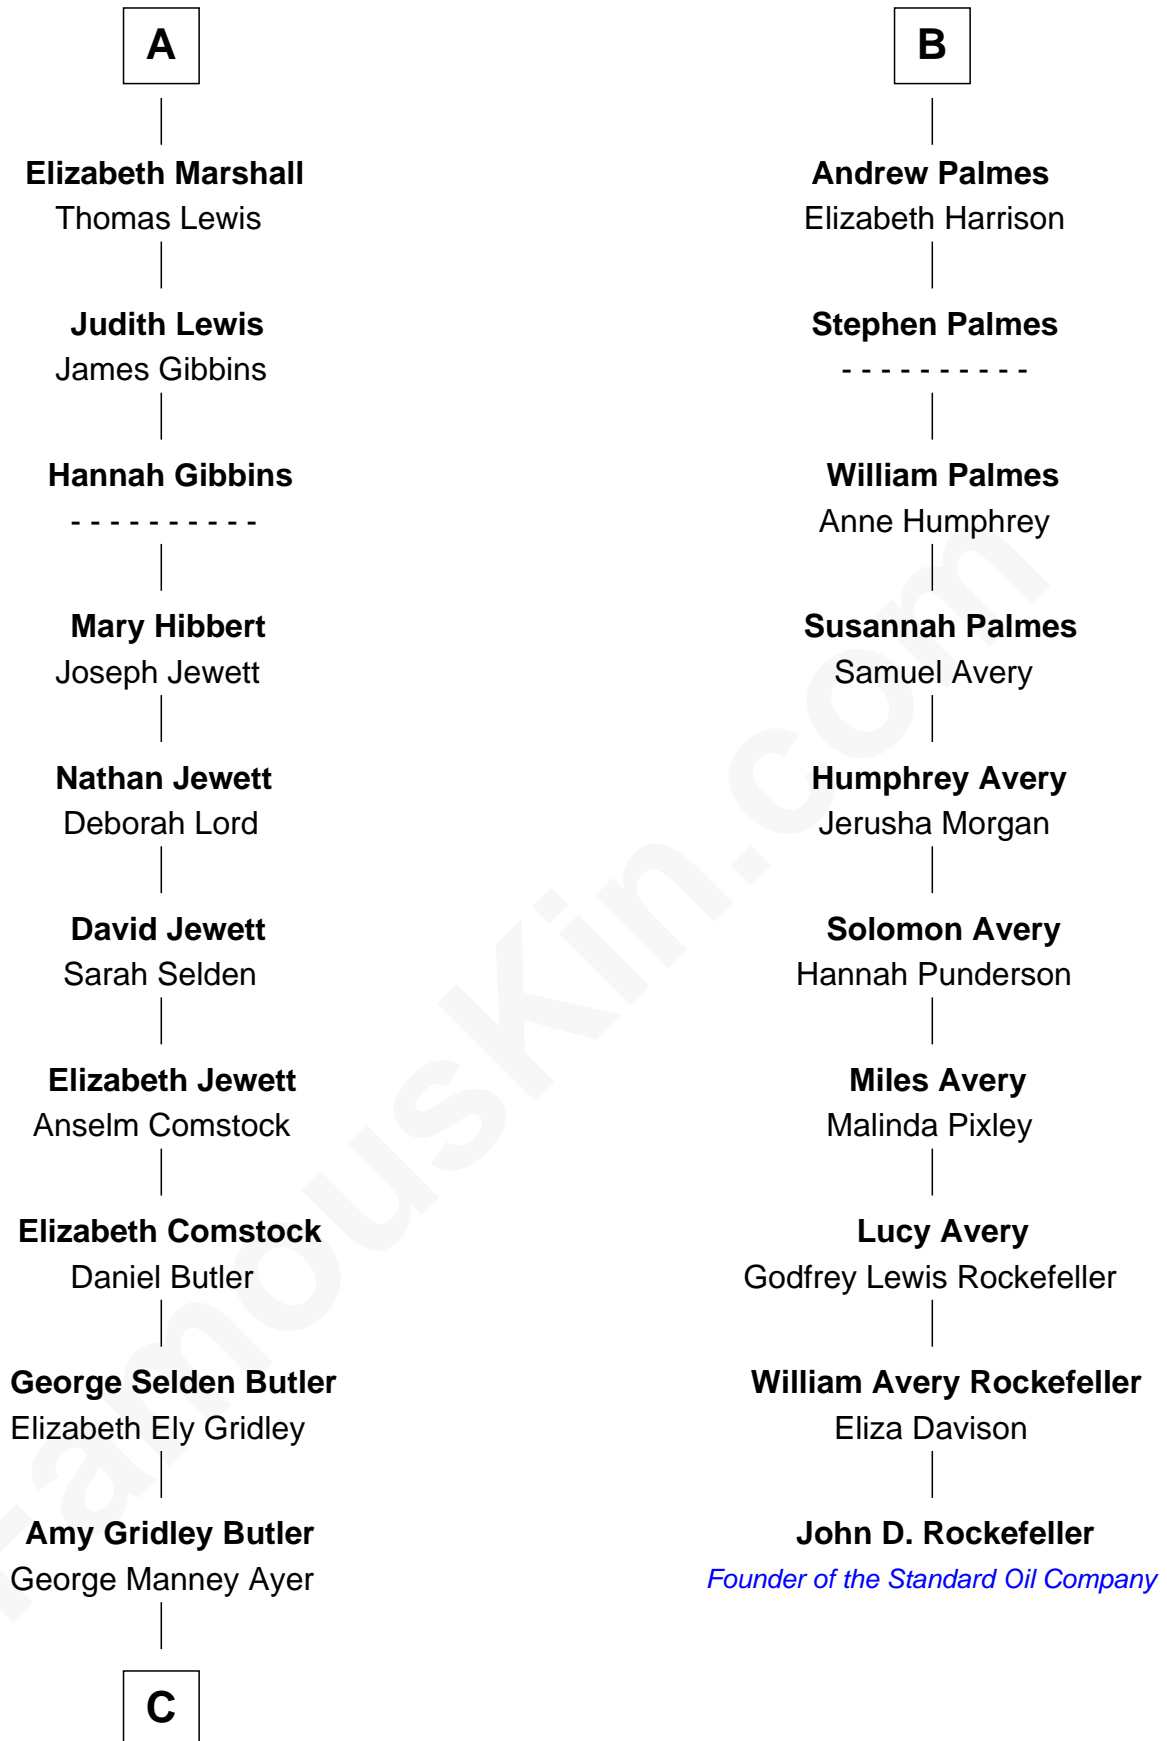 A
Elizabeth Marshall
Thomas Lewis
Judith Lewis
James Gibbins
Hannah Gibbins
- - - - - - - - - -
Mary Hibbert
Joseph Jewett
Nathan Jewett
Deborah Lord
David Jewett
Sarah Selden
Elizabeth Jewett
Anselm Comstock
Elizabeth Comstock
Daniel Butler
George Selden Butler
Elizabeth Ely Gridley
Amy Gridley Butler
George Manney Ayer
C
B
Andrew Palmes
Elizabeth Harrison
Stephen Palmes
- - - - - - - - - -
William Palmes
Anne Humphrey
Susannah Palmes
Samuel Avery
Humphrey Avery
Jerusha Morgan
Solomon Avery
Hannah Punderson
Miles Avery
Malinda Pixley
Lucy Avery
Godfrey Lewis Rockefeller
William Avery Rockefeller
Eliza Davison
John D. Rockefeller
Founder of the Standard Oil Company
FamousKin.com